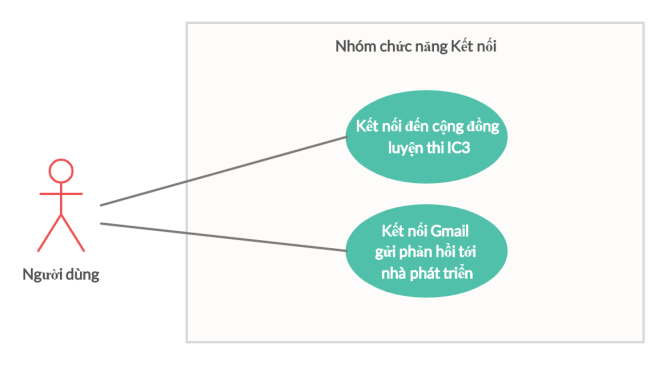 Nhóm chức năng Kết nối
Kết nối đến cộng đồng
luyện thi IC3
Kết nối Gmail
gửi phản hồi tới
nhà phát triển
Người dùng